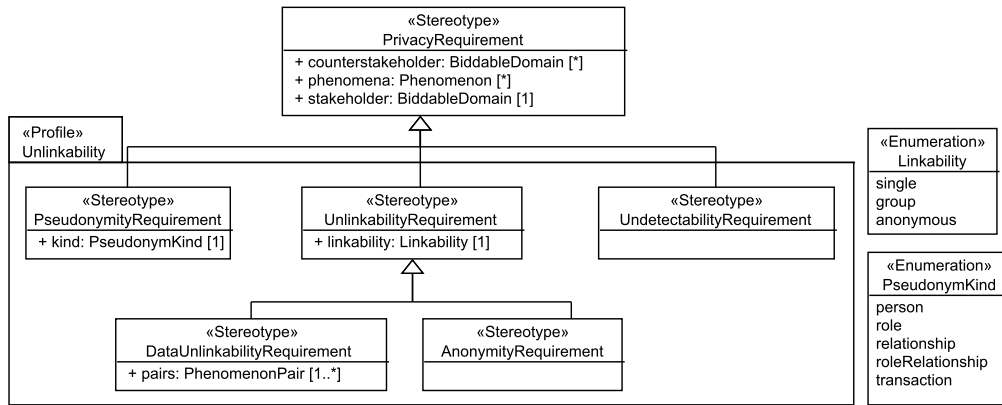 «Stereotype»
PrivacyRequirement
+ counterstakeholder: BiddableDomain [*]
+ phenomena: Phenomenon [*]
+ stakeholder: BiddableDomain [1]
«Profile»
Unlinkability
«Stereotype»
PseudonymityRequirement
+ kind: PseudonymKind [1]
«Stereotype»
UnlinkabilityRequirement
+ linkability: Linkability [1]
«Stereotype»
UndetectabilityRequirement
«Stereotype»
DataUnlinkabilityRequirement
+ pairs: PhenomenonPair [1..*]
«Stereotype»
AnonymityRequirement
«Enumeration»
Linkability
single
group
anonymous
«Enumeration»
PseudonymKind
person
role
relationship
roleRelationship
transaction